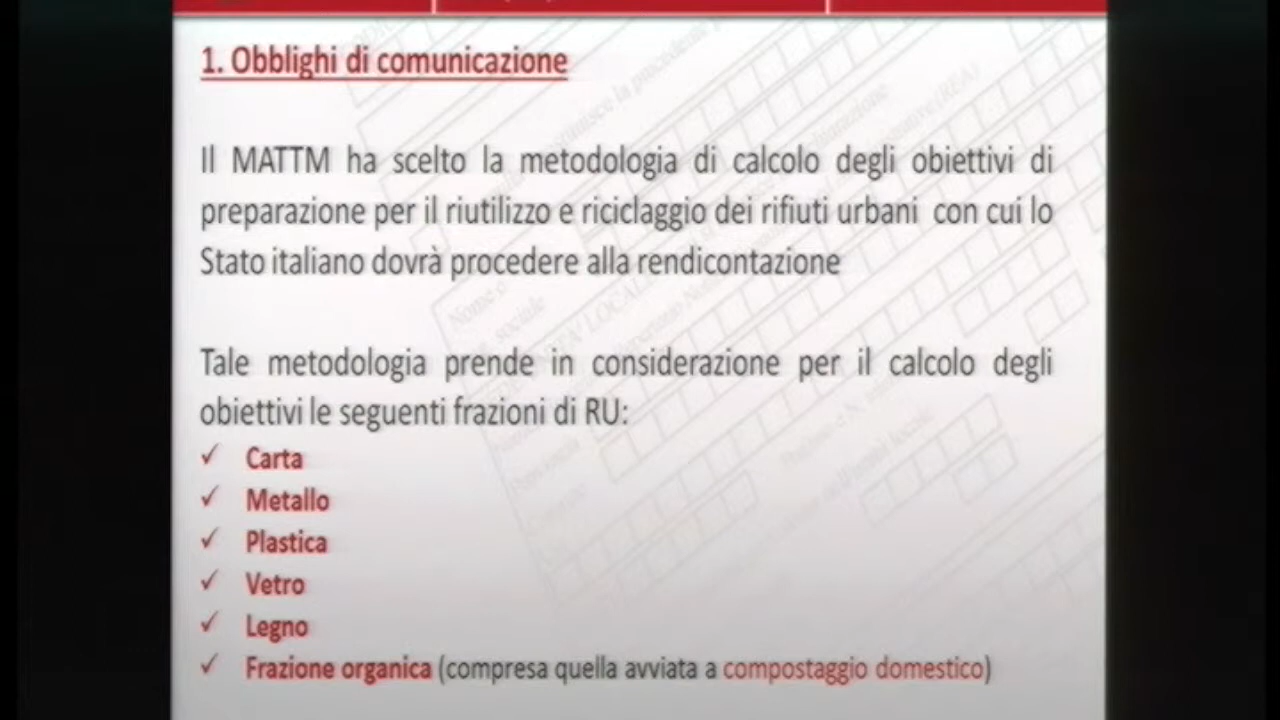 1. Obblighi di comunicazione
Il MATTM ha scelto la metodologia di calcolo degli obiettivi di
preparazione per il riutilizzo e riciclaggio dei rifiuti urbani con cui lo
Stato italiano dovrà procedere alla rendicontazione
Tale metodologia prende in considerazione per il calcolo degli
obiettivi le seguenti frazioni di RU:
✓ Carta
✓ Metallo
✓ Plastica
✓ Vetro
✓ Legno
✓ Frazione organica (compresa quella avviata a compostaggio domestico)